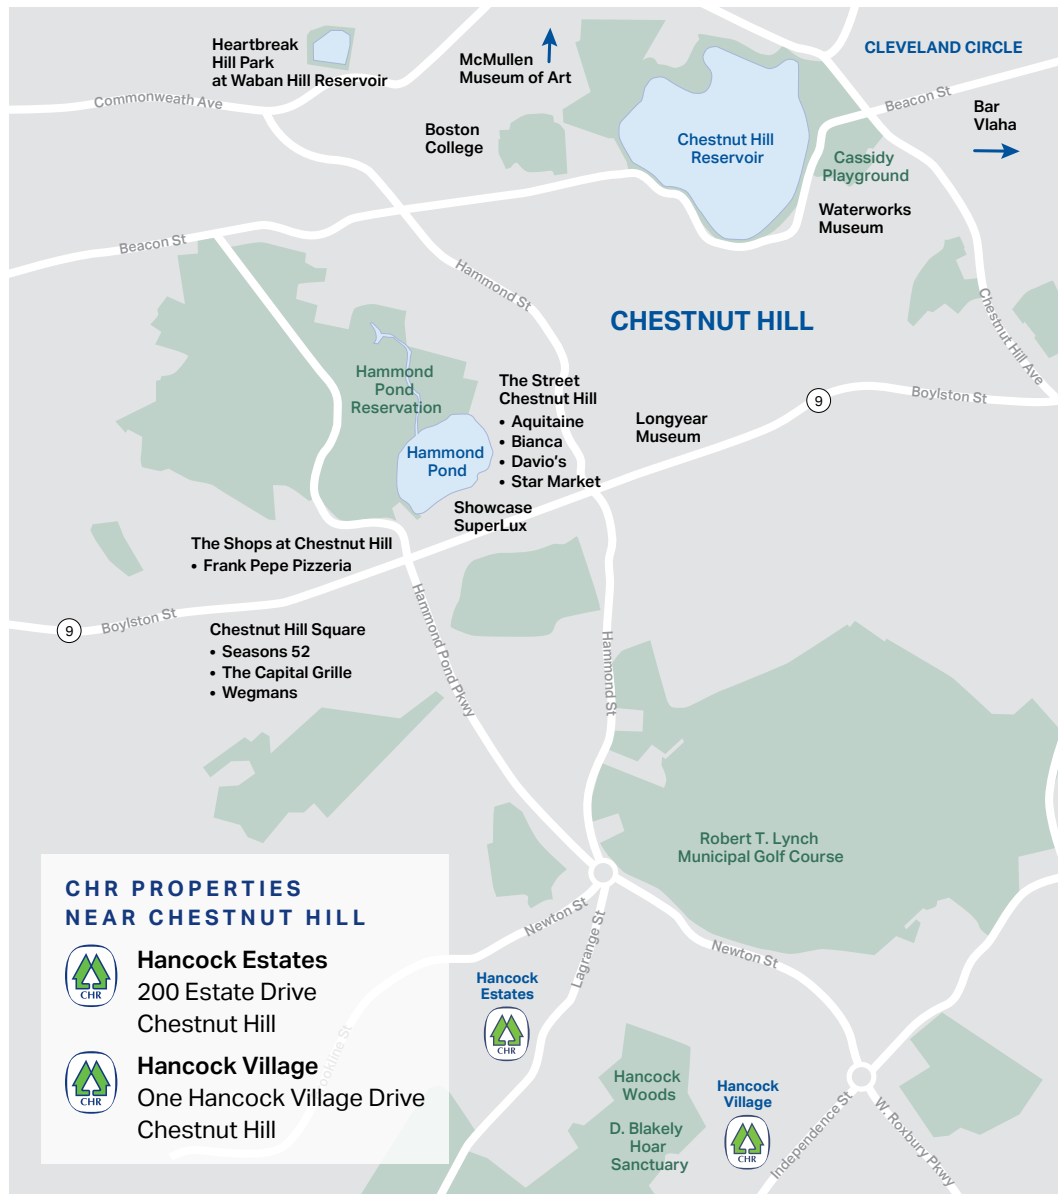 Heartbreak
Hill Park
at Waban Hill Reservoir
McMullen
Museum of Art
CLEVELAND CIRCLE
Commonweath Ave
Beacon St
Bar
Vlaha
Boston
College
Chestnut Hill
Reservoir
Cassidy
Playground
Waterworks
Museum
Beacon St
Hammond St
Chestnut Hill Ave
CHESTNUT HILL
Hammond
Pond
Reservation
The Street
Chestnut Hill
• Aquitaine
• Bianca
• Davio's
• Star Market
Longyear
Museum
9
Boylston St
Hammond
Pond
Showcase
SuperLux
The Shops at Chestnut Hill
• Frank Pepe Pizzeria
9
Boylston St
Hammond Pond Pkwy
Hammond St
Chestnut Hill Square
• Seasons 52
• The Capital Grille
• Wegmans
Robert T. Lynch
Municipal Golf Course
Newton St
Lagrange St
Newton St
CHR PROPERTIES
NEAR CHESTNUT HILL
CHR
Hancock Estates
200 Estate Drive
Chestnut Hill
CHR
Hancock Village
One Hancock Village Drive
Chestnut Hill
Hancock
Estates
CHR
Hancock
Woods
D. Blakely
Hoar
Sanctuary
Hancock
Village
CHR
Independence St
W. Roxbury Pkwy